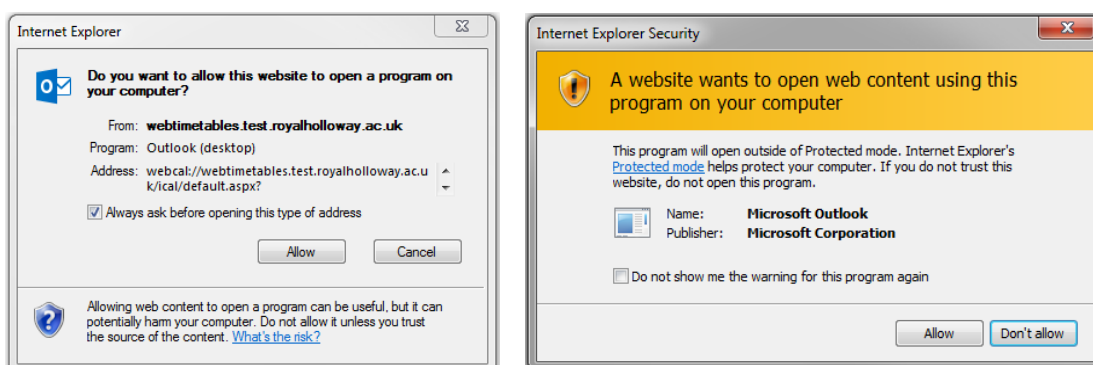 Internet Explorer
Do you want to allow this website to open a program on
your computer?
From: webtimetables.test.royalholloway.ac.uk
Program: Outlook (desktop)
Address: webcal://webtimetables.test.royalholloway.ac.u
k/ical/default.aspx?
Always ask before opening this type of address
Allow Cancel
Allowing web content to open a program can be useful, but it can
potentially harm your computer. Do not allow it unless you trust
the source of the content. What's the risk?
Internet Explorer Security
A website wants to open web content using this
program on your computer
This program will open outside of Protected mode. Internet Explorer's
Protected mode helps protect your computer. If you do not trust this
website, do not open this program.
Name: Microsoft Outlook
Publisher: Microsoft Corporation
Do not show me the warning for this program again
Allow Don't allow